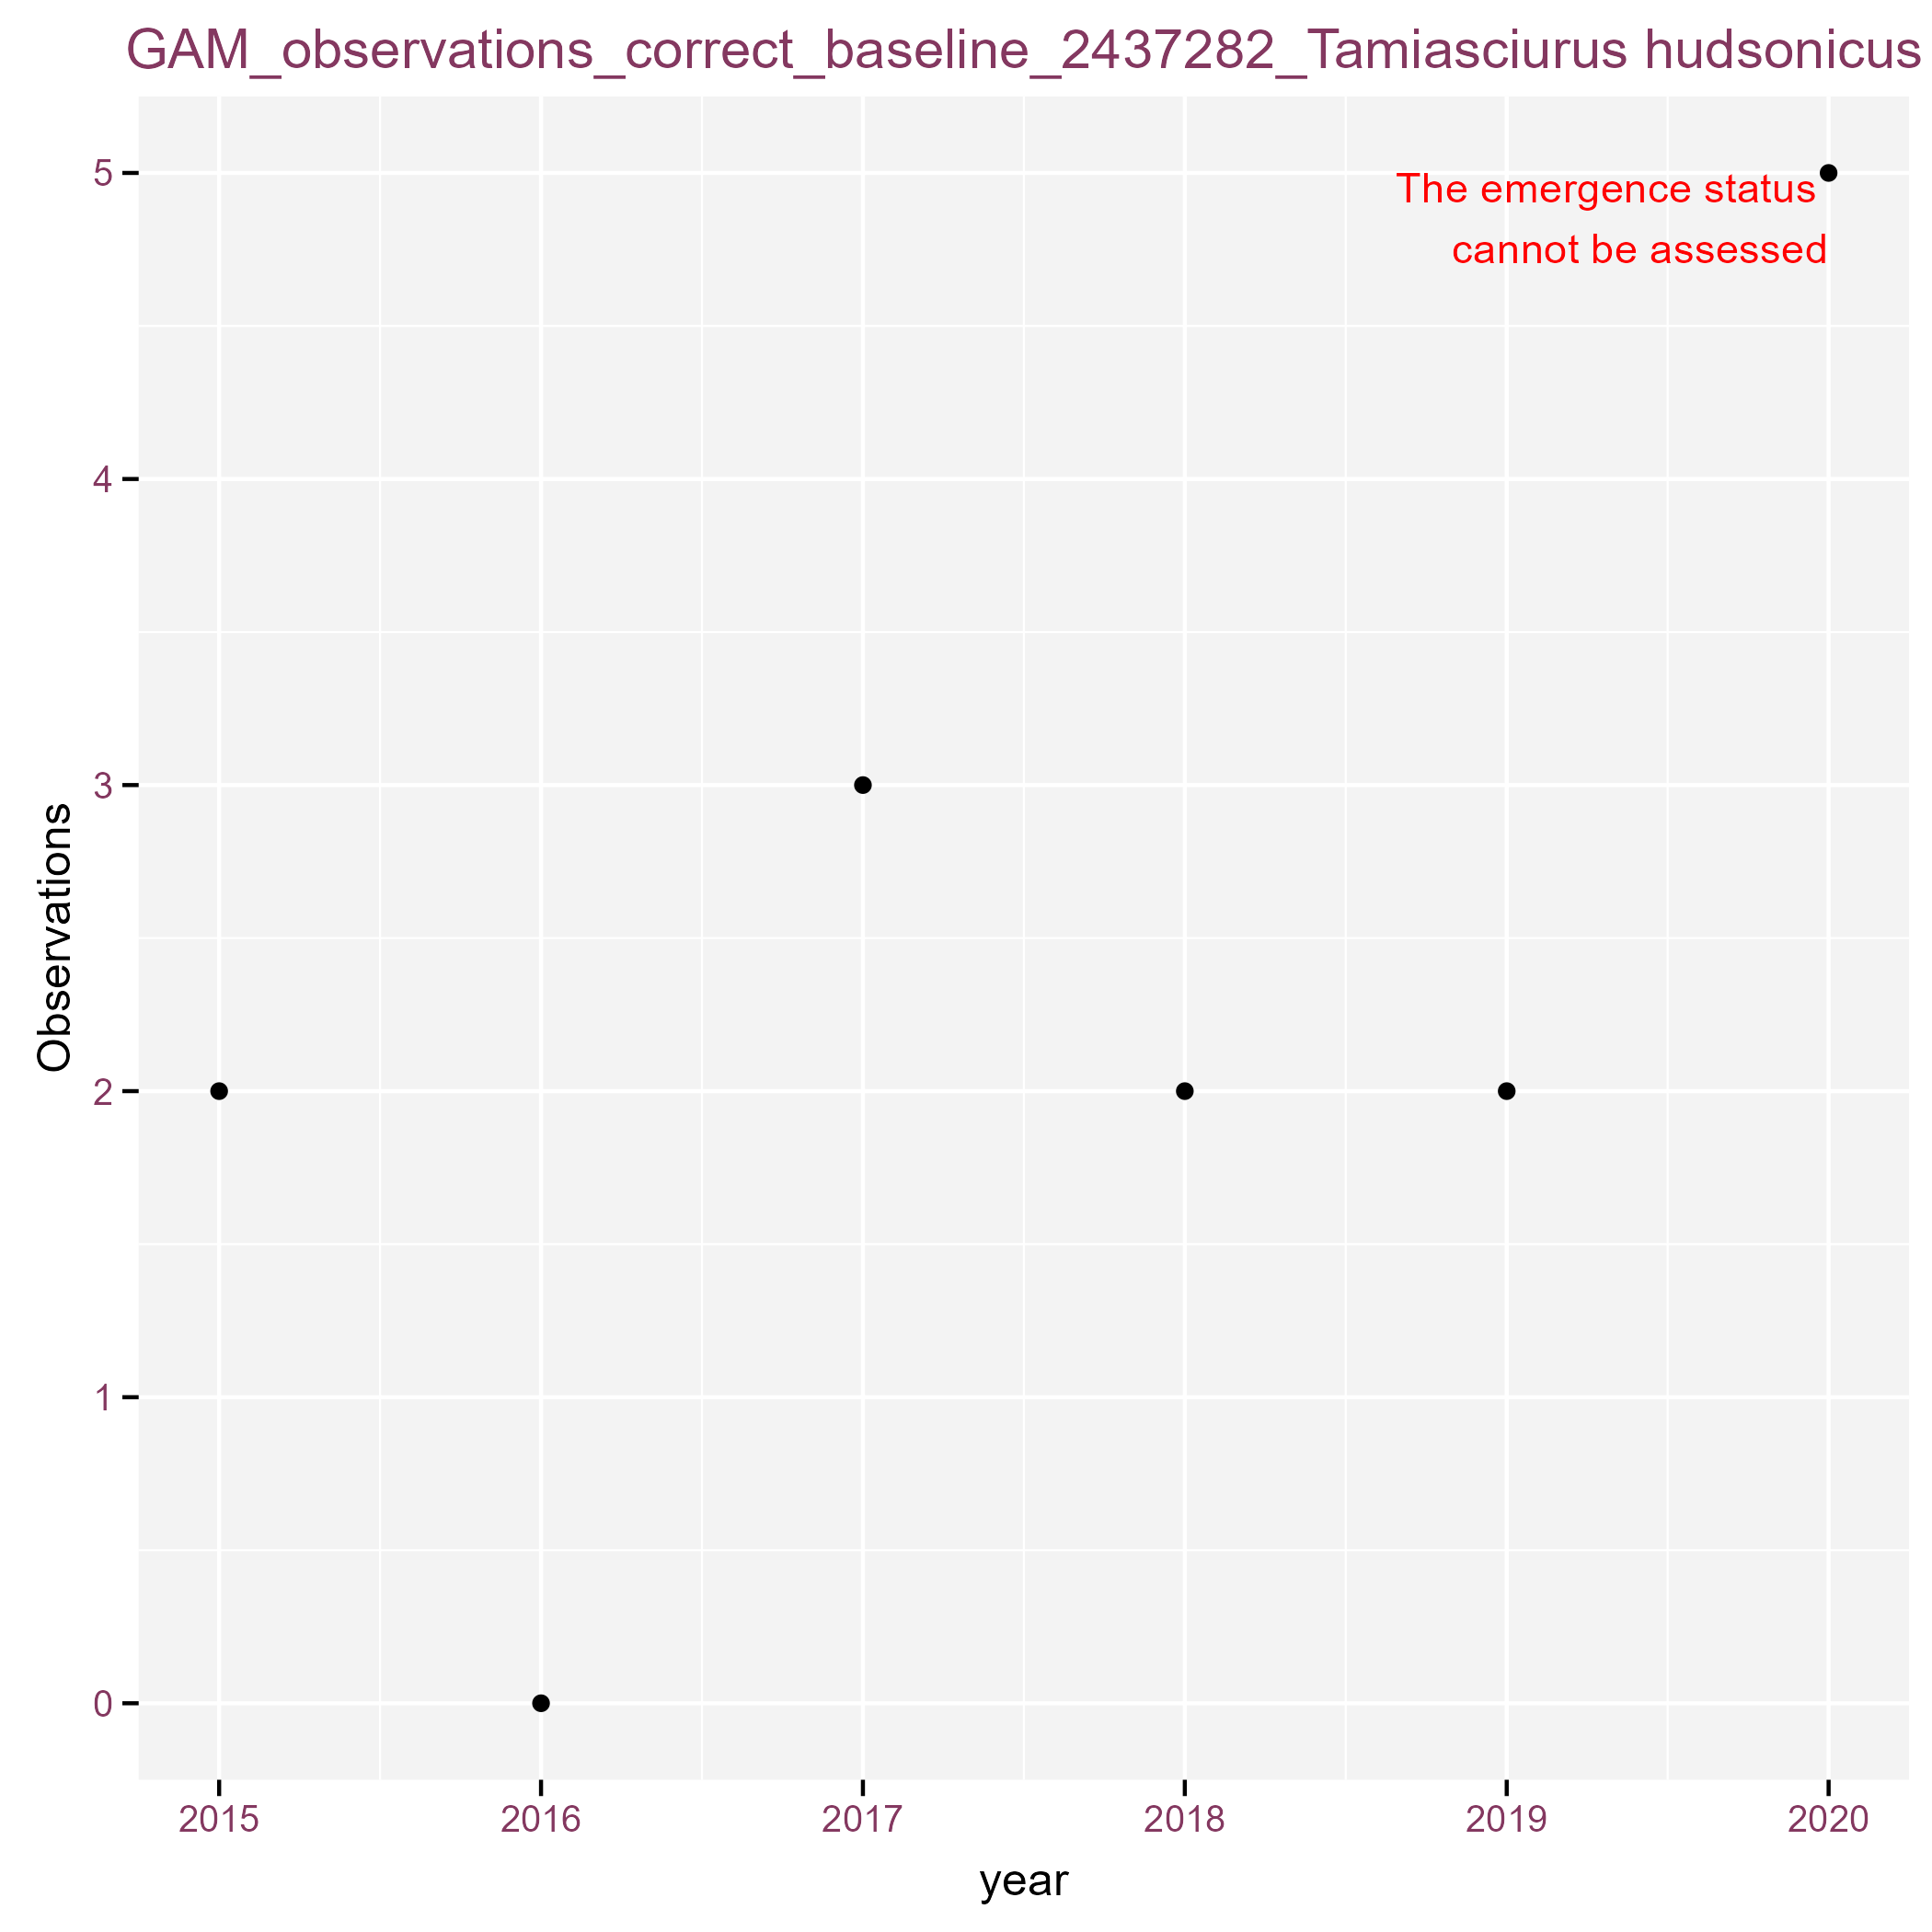 GAM_observations_correct_baseline_2437282_Tamiasciurus hudsonicus
5
The emergence status
cannot be assessed
4
3
2
1
0
Observations
2015 2016 2017 2018 2019 2020
year